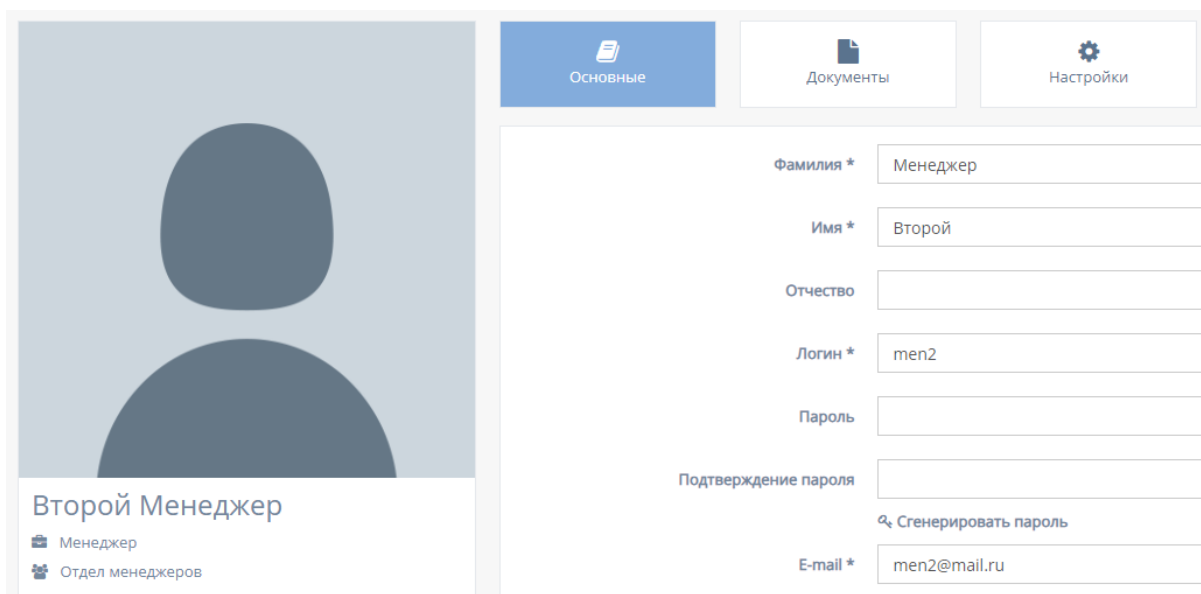 Основные
Документы
Настройки
Фамилия * Менеджер
Имя * Второй
Отчество
Логин * men2
Пароль
Подтверждение пароля
Сгенерировать пароль
E-mail * men2@mail.ru
Второй Менеджер
Менеджер
Отдел менеджеров